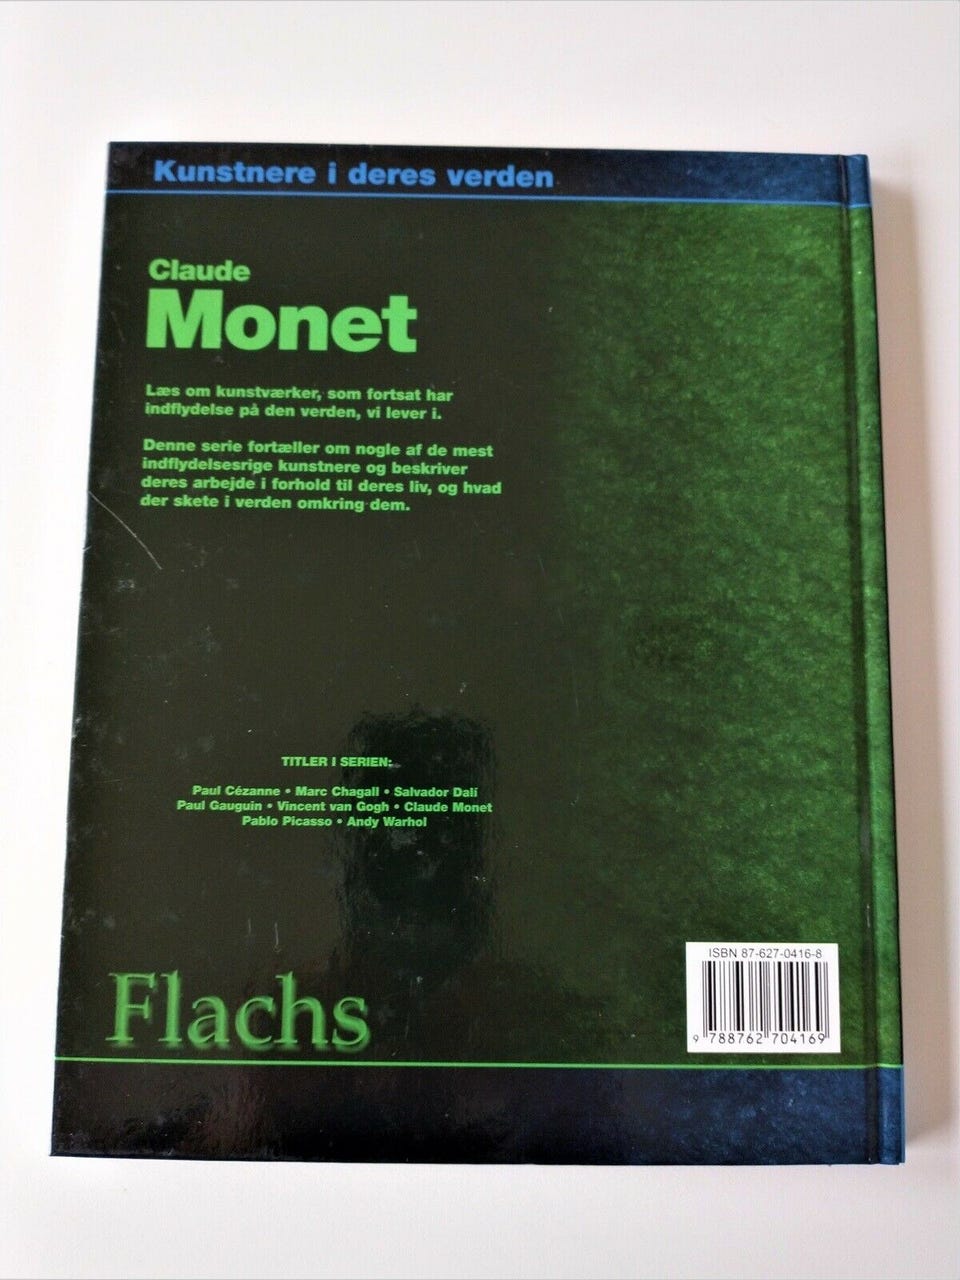 Kunstnere i deres verden
Claude
Monet
Læs om kunstværker, som fortsat har
indflydelse på den verden, vi lever i.
Denne serie fortæller om nogle af de mest
indflydelsesrige kunstnere og beskriver
deres arbejde i forhold til deres liv, og hvad
der skete i verden omkring dem.
TITLER I SERIEN:
Paul Cézanne • Marc Chagall • Salvador Dalí
Paul Gauguin • Vincent van Gogh • Claude Monet
Pablo Picasso • Andy Warhol
Flachs
ISBN 87-627-0416-8
9 788762 704169